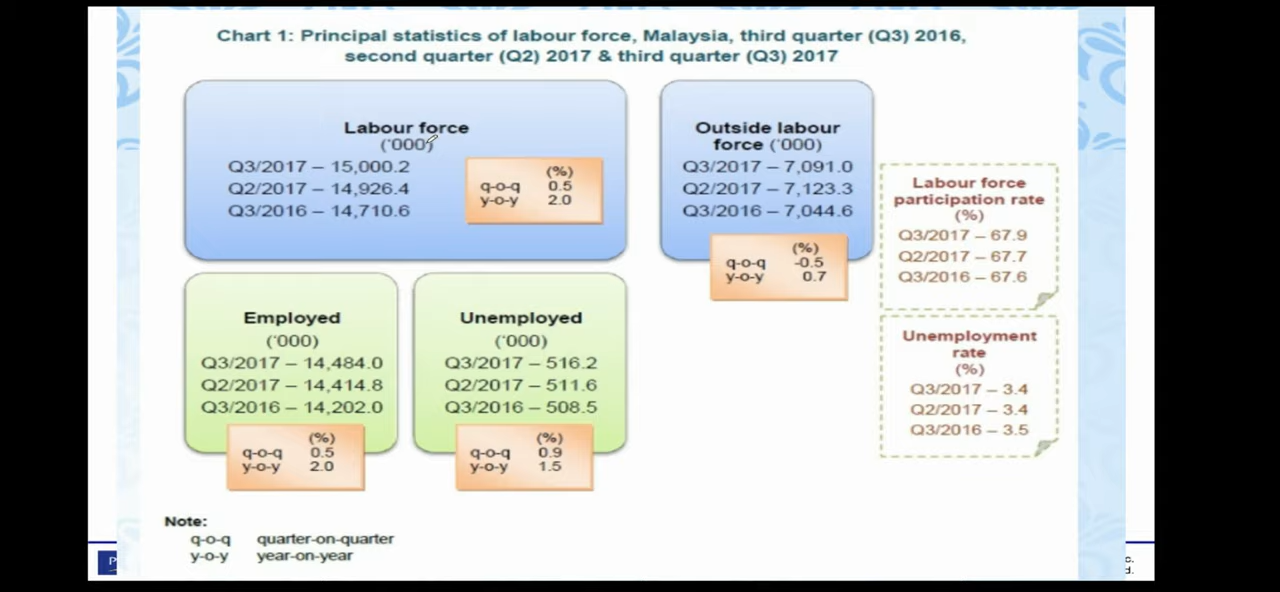 Chart 1: Principal statistics of labour force, Malaysia, third quarter (Q3) 2016,
second quarter (Q2) 2017 & third quarter (Q3) 2017
Labour force
('000)
Q3/2017 – 15,000.2
Q2/2017 – 14,926.4
Q3/2016 – 14,710.6
(%)
q-o-q 0.5
y-o-y 2.0
Outside labour
force ('000)
Q3/2017 – 7,091.0
Q2/2017 – 7,123.3
Q3/2016 – 7,044.6
(%)
q-o-q -0.5
y-o-y 0.7
Labour force
participation rate
(%)
Q3/2017 – 67.9
Q2/2017 – 67.7
Q3/2016 – 67.6
Employed
('000)
Q3/2017 – 14,484.0
Q2/2017 – 14,414.8
Q3/2016 – 14,202.0
(%)
q-o-q 0.5
y-o-y 2.0
Unemployed
('000)
Q3/2017 – 516.2
Q2/2017 – 511.6
Q3/2016 – 508.5
(%)
q-o-q 0.9
y-o-y 1.5
Unemployment
rate
(%)
Q3/2017 – 3.4
Q2/2017 – 3.4
Q3/2016 – 3.5
Note:
q-o-q quarter-on-quarter
y-o-y year-on-year
P
c.
d.